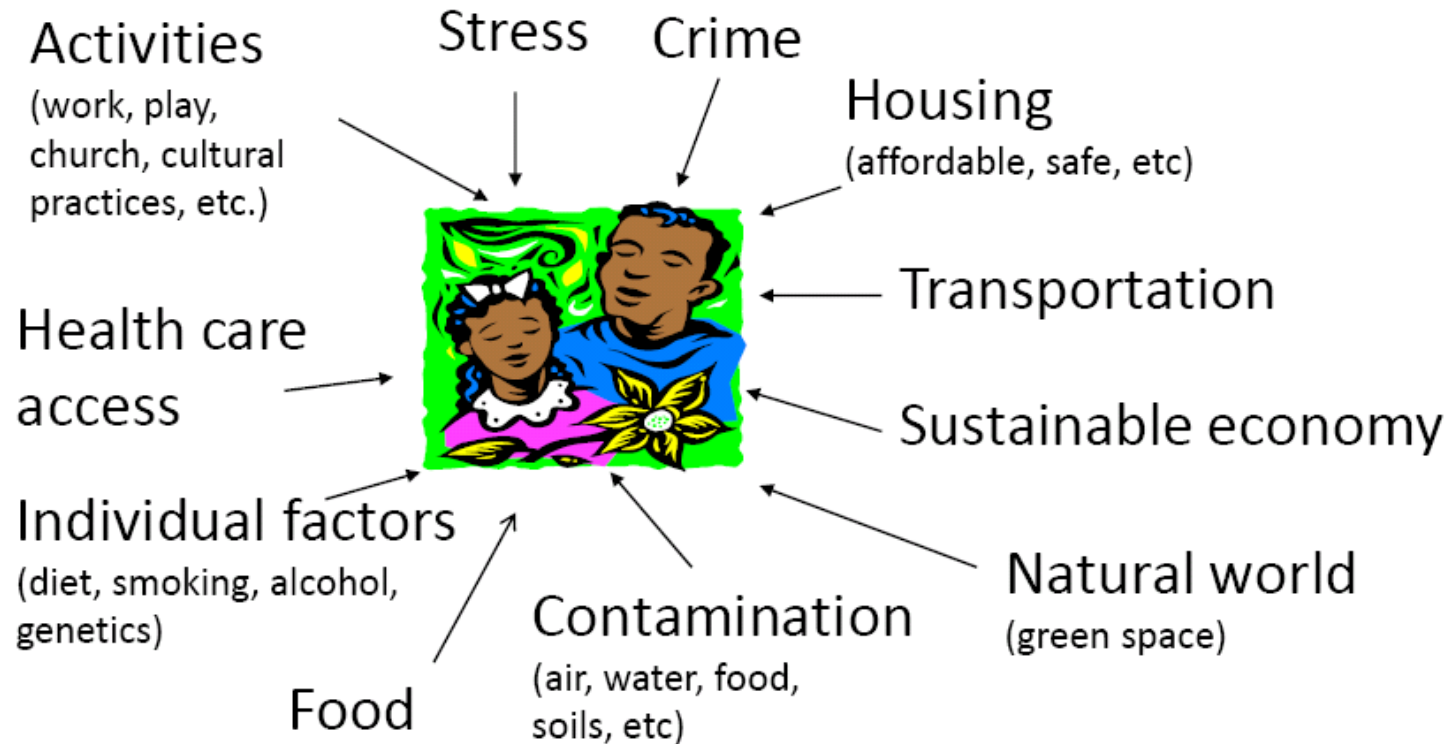 Activities
(work, play,
church, cultural
practices, etc.)
Stress
Crime
Housing
(affordable, safe, etc)
Transportation
Sustainable economy
Natural world
(green space)
Contamination
(air, water, food,
soils, etc)
Food
Individual factors
(diet, smoking, alcohol,
genetics)
Health care
access